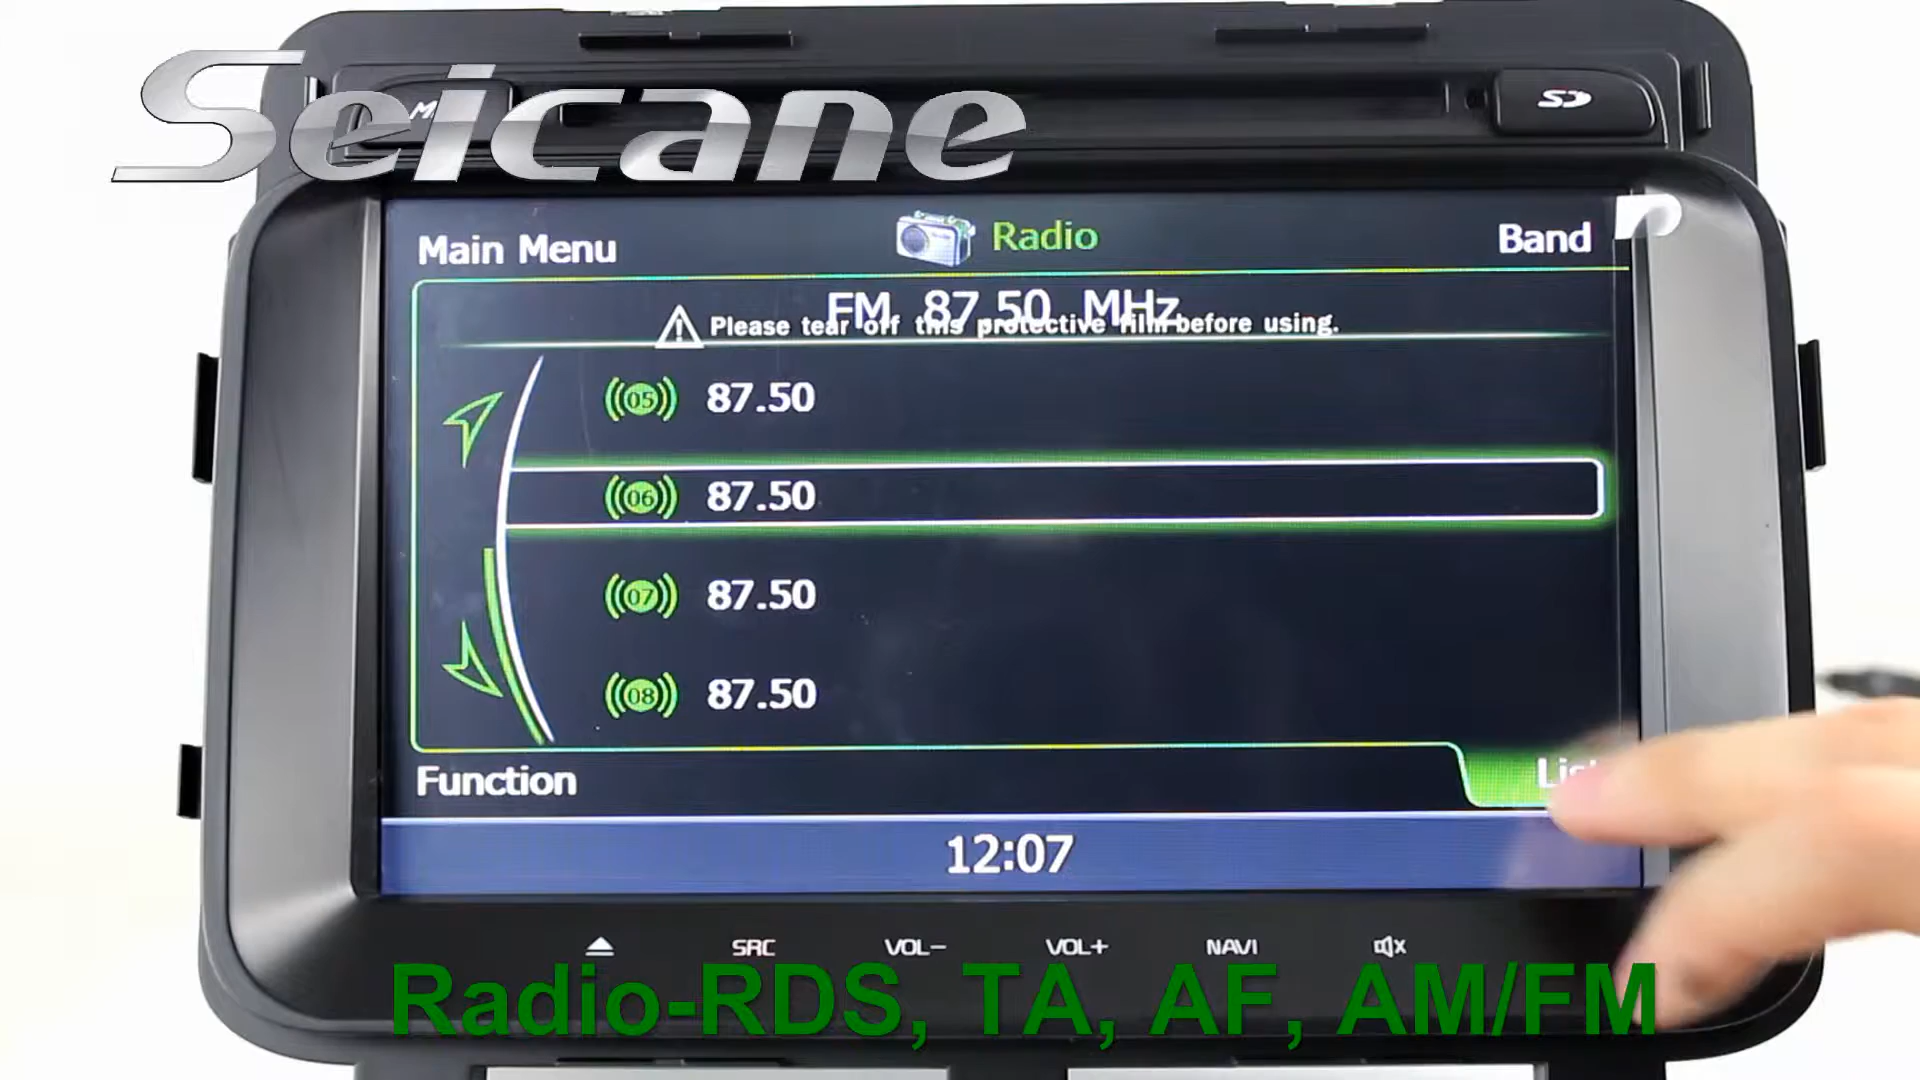 Seicane
M
SD
Main Menu
Radio
Band
FM 87.50 MHz
Please tear off this protective film before using.
05 87.50
06 87.50
07 87.50
08 87.50
Function
List
12:07
SRC VOL- VOL+ NAVI
Radio-RDS, TA, AF, AM/FM